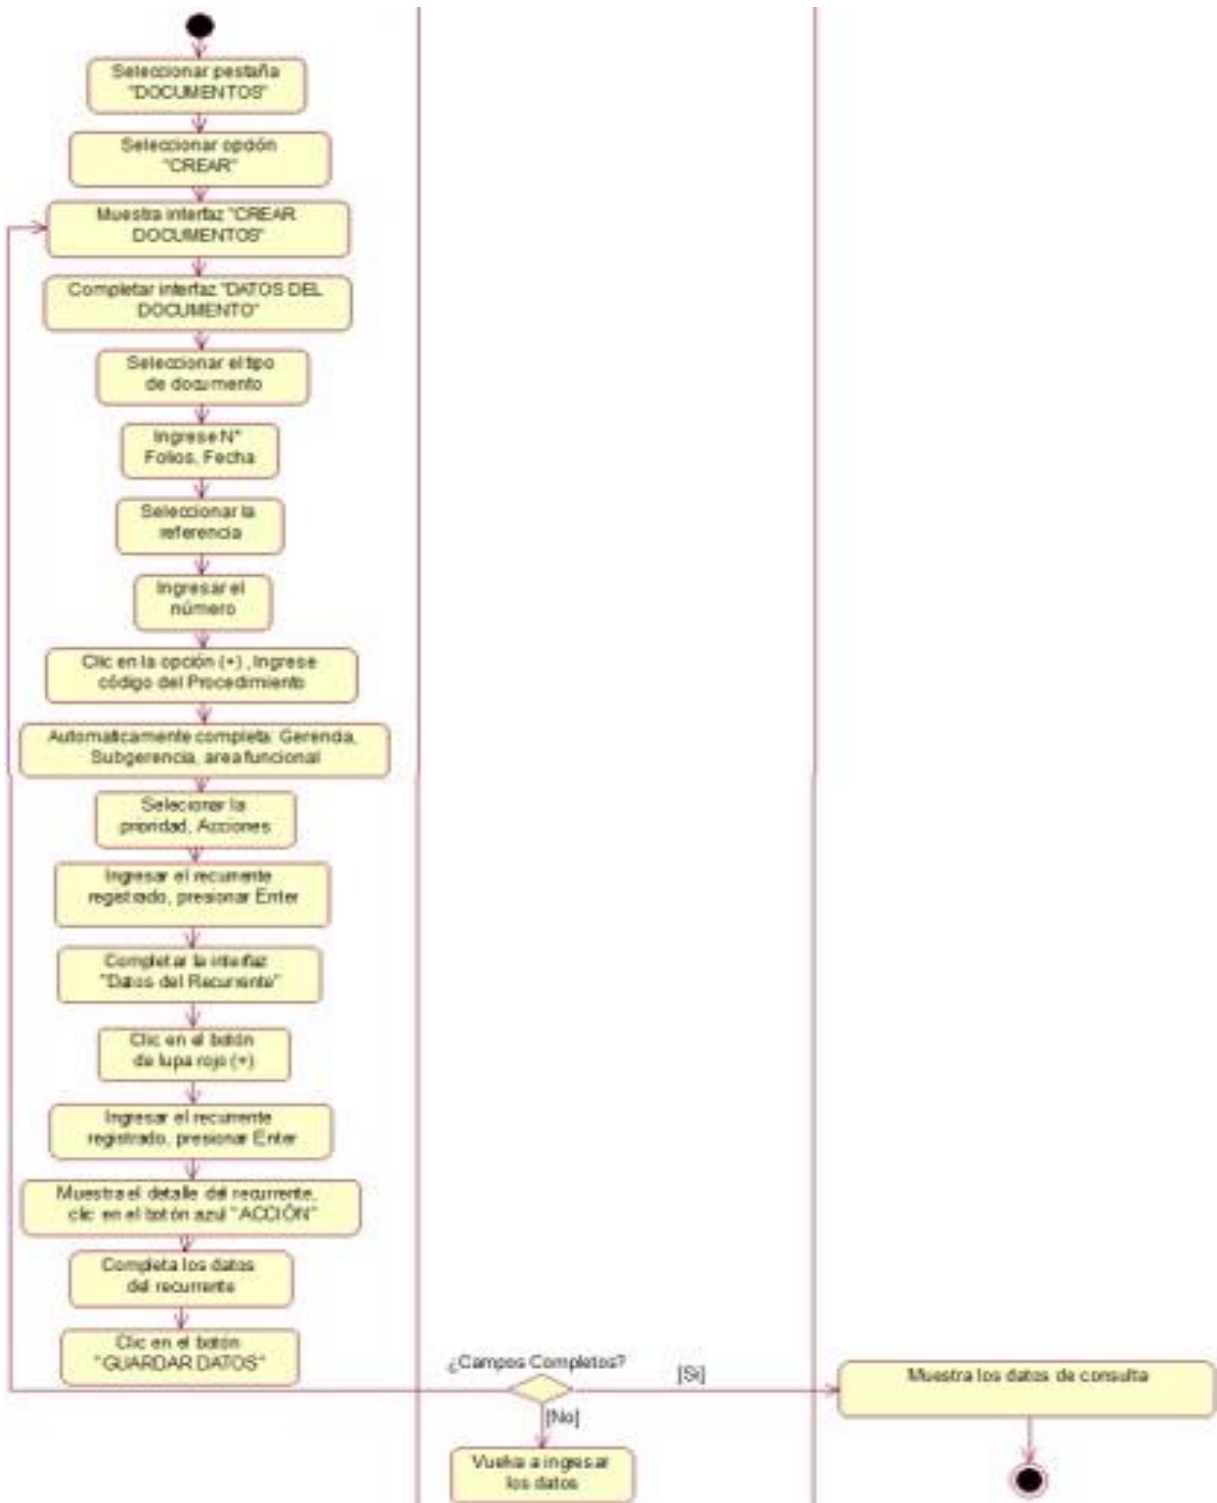 Seleccionar pestaña
"DOCUMENTOS"
Seleccionar opción
"CREAR"
Muestra interfaz "CREAR
DOCUMENTOS"
Completar interfaz "DATOS DEL
DOCUMENTO"
Seleccionar el tipo
de documento
Ingrese N°
Folios, Fecha
Seleccionar la
referencia
Ingresar el
número
Clic en la opción (+) , Ingrese
código del Procedimiento
Automaticamente completa: Gerencia,
Subgerencia, area funcional
Selecionar la
prioridad, Acciones
Ingresar el recurrente
registrado, presionar Enter
Completar la interfaz
"Datos del Recurrente"
Clic en el botón
de lupa rojo (+)
Ingresar el recurrente
registrado, presionar Enter
Muestra el detalle del recurrente,
clic en el botón azul "ACCIÓN"
Completa los datos
del recurrente
Clic en el botón
"GUARDAR DATOS"
¿Campos Completos?
[Si]
Muestra los datos de consulta
[No]
Vuelva a ingresar
los datos